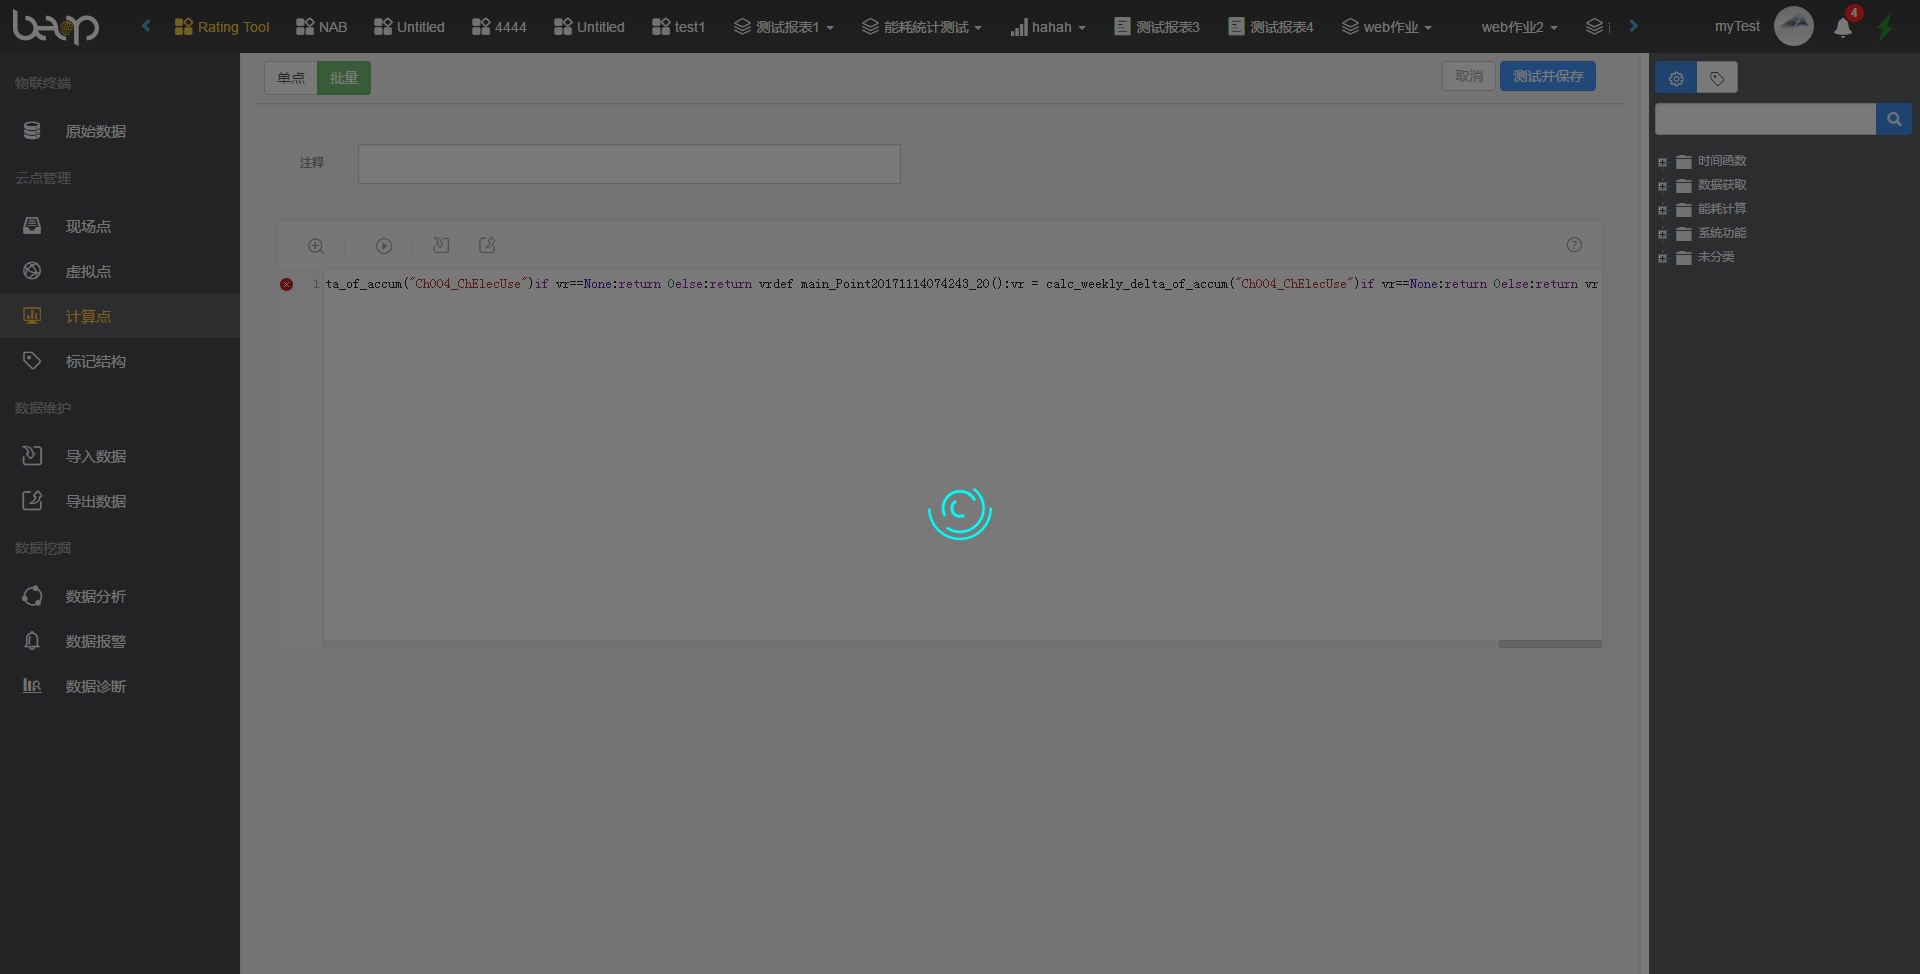 beop
Rating Tool
NAB
Untitled
4444
Untitled
test1
测试报表1
能耗统计测试
hahah
测试报表3
测试报表4
web作业
web作业2
myTest
4
物联终端
原始数据
云点管理
现场点
虚拟点
计算点
标记结构
数据维护
导入数据
导出数据
数据挖掘
数据分析
数据报警
数据诊断
单点
批量
取消
测试并保存
注释
1
ta_of_accum("Ch004_ChElecUse")if vr==None:return 0else:return vrdef main_Point20171114074243_20():vr = calc_weekly_delta_of_accum("Ch004_ChElecUse")if vr==None:return 0else:return vr
时间函数
数据获取
能耗计算
系统功能
未分类